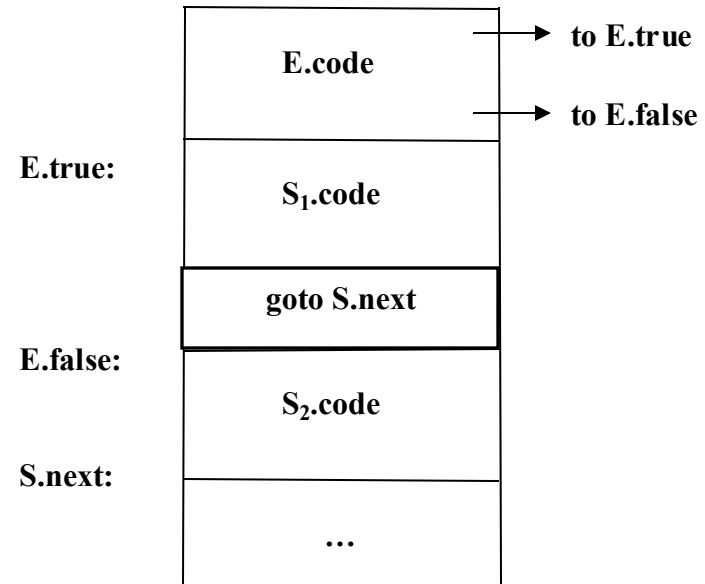 to E.true
E.code
to E.false
E.true:
S₁.code
goto S.next
E.false:
S₂.code
S.next:
...